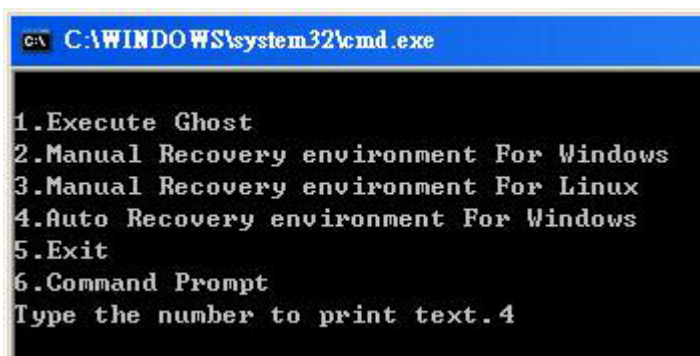 C:\WINDOWS\system32\cmd.exe
1.Execute Ghost
2.Manual Recovery environment For Windows
3.Manual Recovery environment For Linux
4.Auto Recovery environment For Windows
5.Exit
6.Command Prompt
Type the number to print text.4